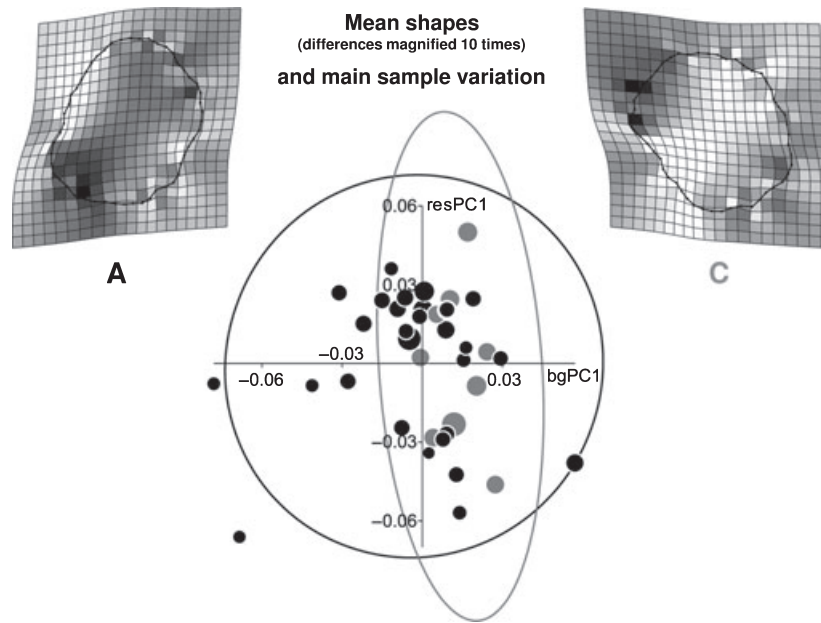 Mean shapes
(differences magnified 10 times)
and main sample variation
A
C
0.06
resPC1
0.03
–0.03
–0.06
0.03
bgPC1
–0.03
–0.06